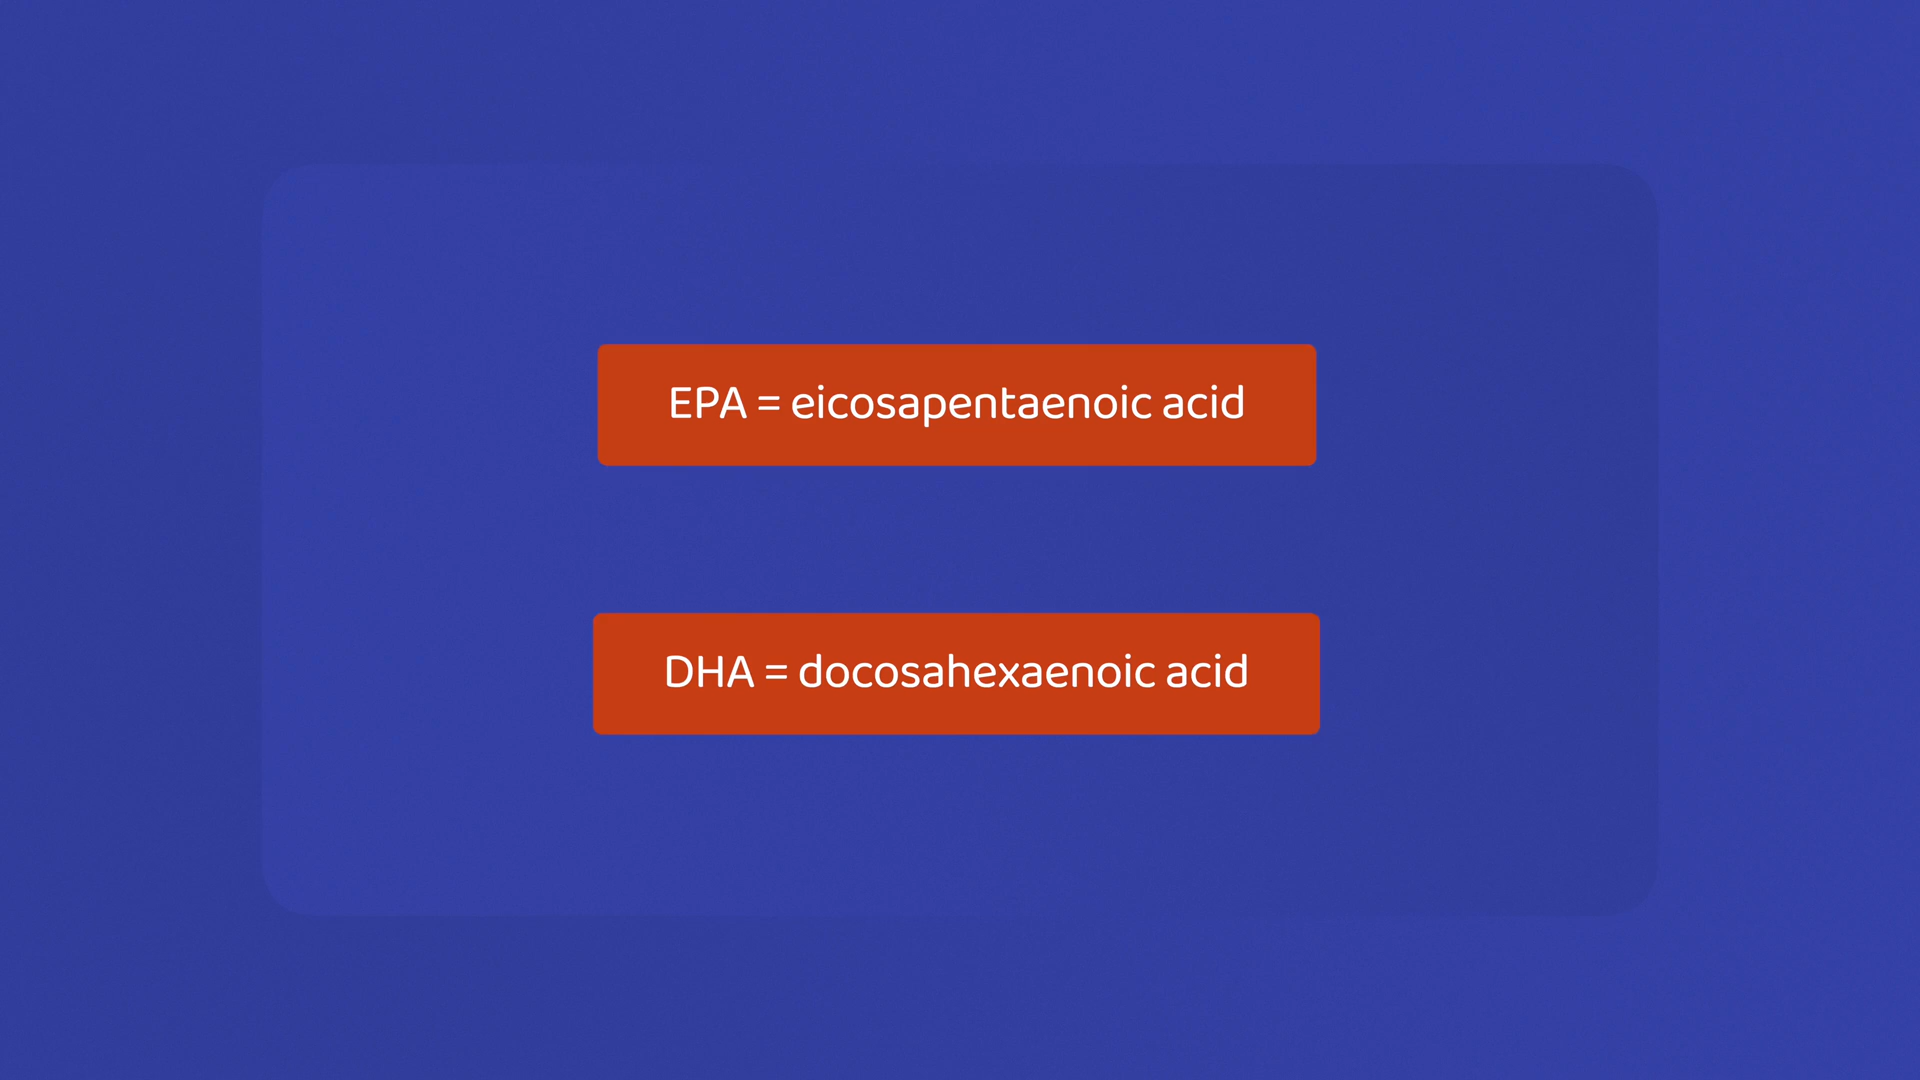 EPA = eicosapentaenoic acid
DHA = docosahexaenoic acid